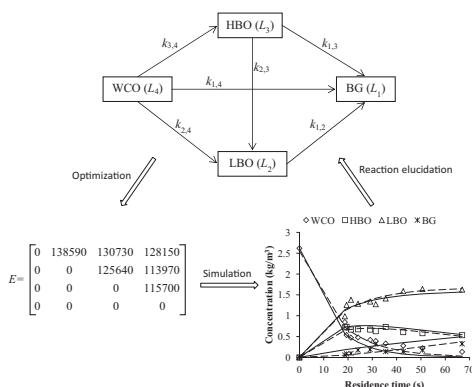 HBO (L3)
k3,4
k1,3
k2,3
WCO (L4)
k1,4
BG (L1)
k2,4
k1,2
LBO (L2)
Optimization
Reaction elucidation
◇ WCO □ HBO △ LBO ✳ BG
E= 0 138590 130730 128150
0 0 125640 113970
0 0 0 115700
0 0 0 0
Simulation
Concentration (kg/m³)
3
2.5
2
1.5
1
0.5
0
0 10 20 30 40 50 60 70
Residence time (s)